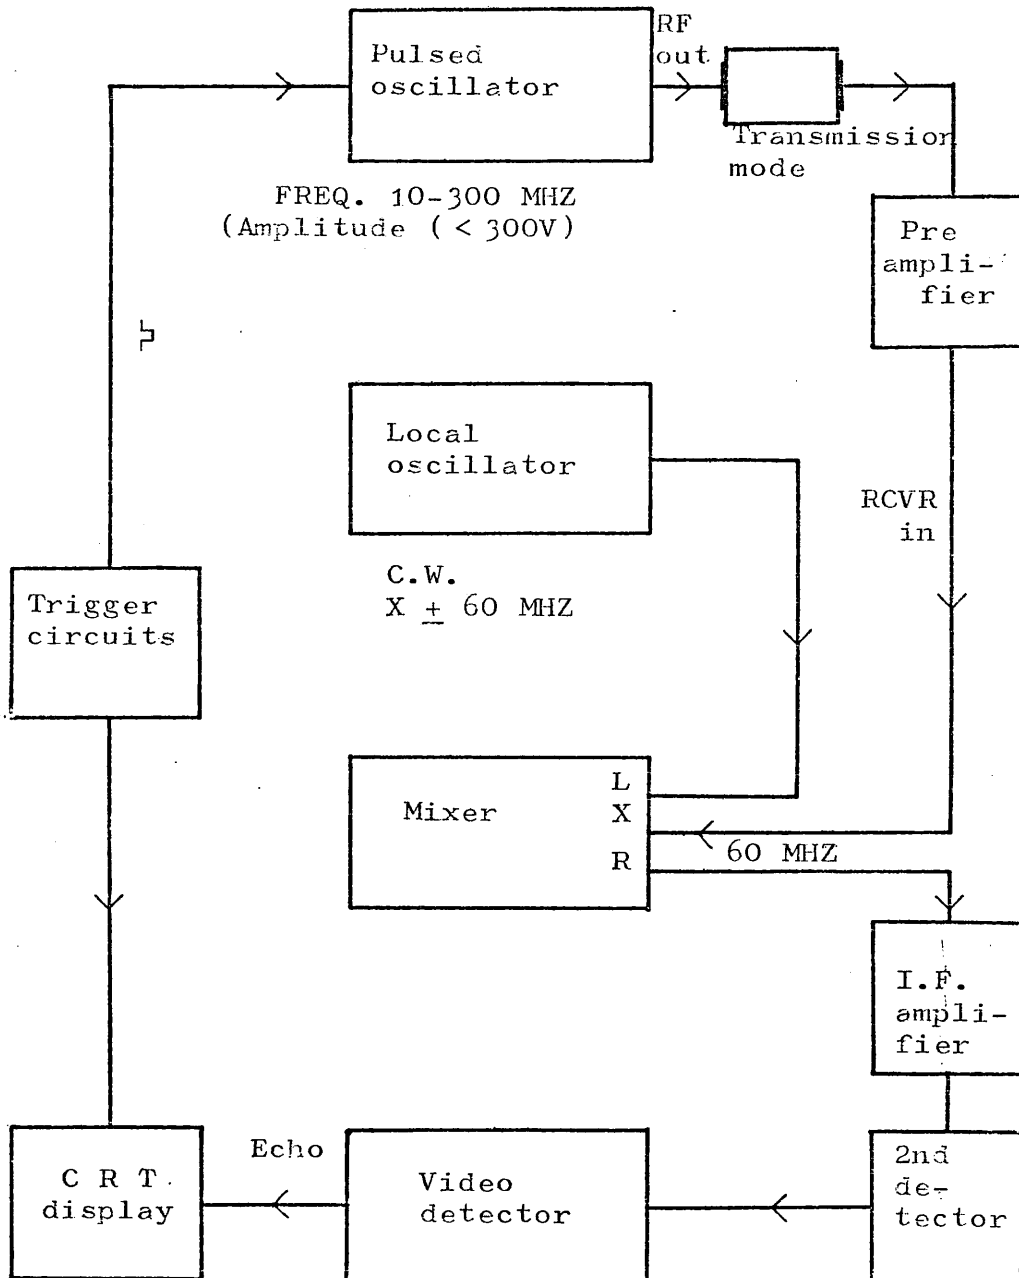 Pulsed
oscillator
RF
out
Transmission
mode
FREQ. 10-300 MHZ
(Amplitude ( < 300V)
Pre
ampli-
fier
Local
oscillator
C.W.
X ± 60 MHZ
RCVR
in
Trigger
circuits
Mixer
L
X
R
60 MHZ
I.F.
ampli-
fier
2nd
de-
tector
Video
detector
Echo
C R T
display